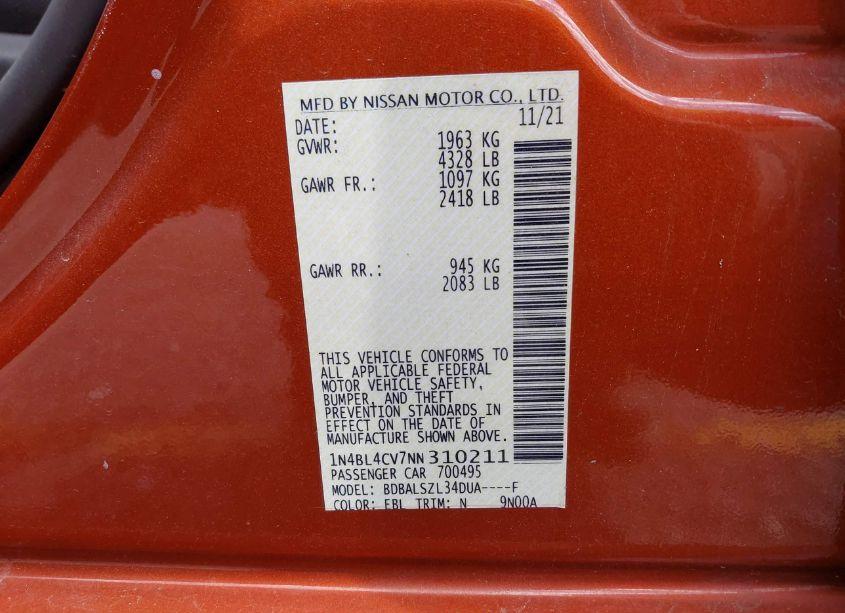 MFD BY NISSAN MOTOR CO., LTD.
DATE: 11/21
GVWR: 1963 KG
4328 LB
GAWR FR.: 1097 KG
2418 LB
GAWR RR.: 945 KG
2083 LB
THIS VEHICLE CONFORMS TO
ALL APPLICABLE FEDERAL
MOTOR VEHICLE SAFETY,
BUMPER, AND THEFT
PREVENTION STANDARDS IN
EFFECT ON THE DATE OF
MANUFACTURE SHOWN ABOVE.
1N4BL4CV7NN310211
PASSENGER CAR 700495
MODEL: BDBALSZL34DUA----F
COLOR: EBL TRIM: N 9N00A